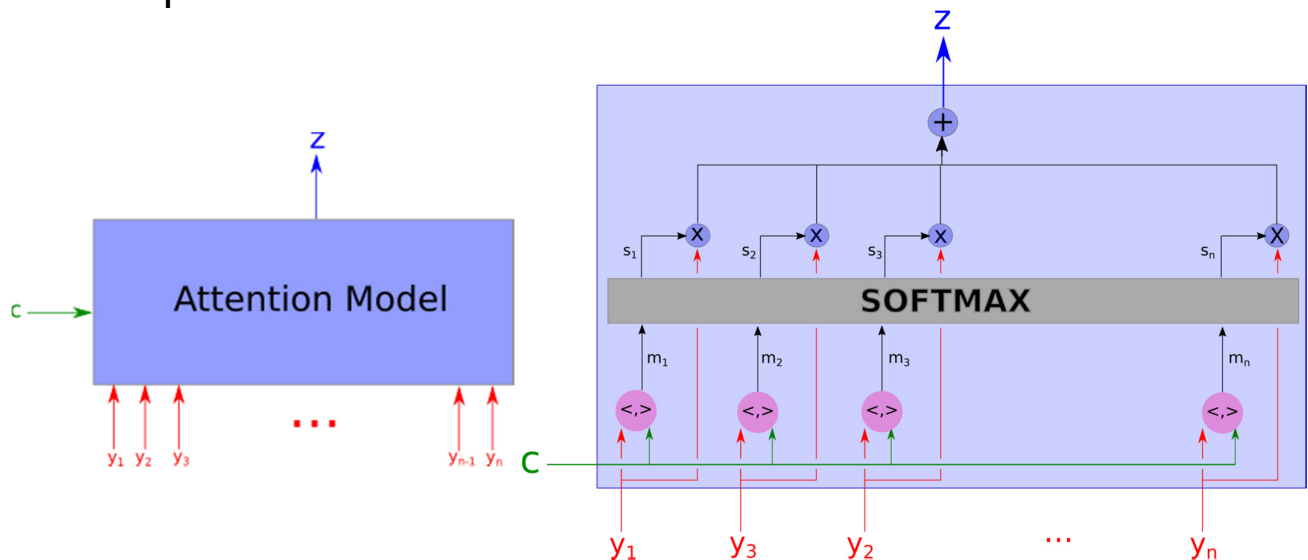 z
Attention Model
c
y1 y2 y3 ... yn-1 yn
z
+
x x x x
s1 s2 s3 sn
SOFTMAX
m1 m2 m3 mn
<,> <,> <,> <,>
c
y1 y3 y2 ... yn